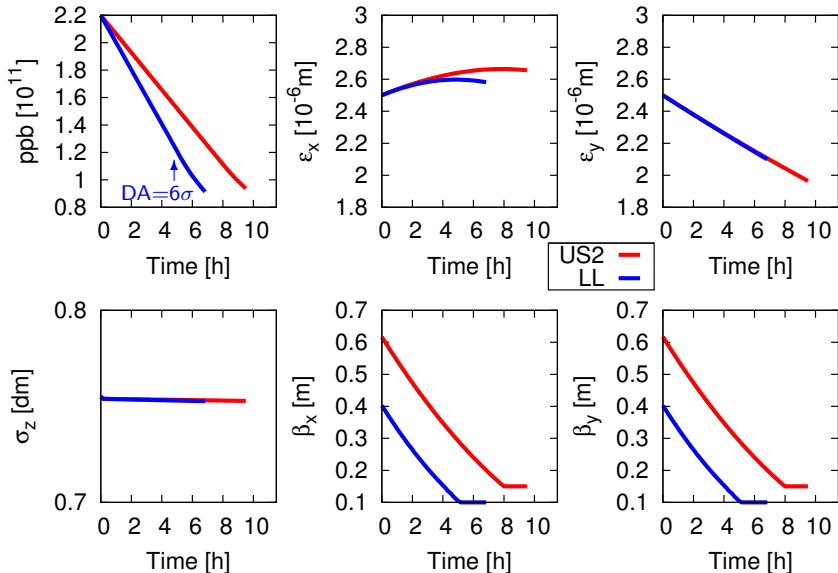 2.2
2
1.8
1.6
1.4
1.2
1
0.8
ppb [10^11]
DA=6σ
0 2 4 6 8 10
Time [h]
3
2.8
2.6
2.4
2.2
2
1.8
ε_x [10^-6m]
0 2 4 6 8 10
Time [h]
3
2.8
2.6
2.4
2.2
2
1.8
ε_y [10^-6m]
0 2 4 6 8 10
Time [h]
US2
LL
0.8
0.7
σ_z [dm]
0 2 4 6 8 10
Time [h]
0.7
0.6
0.5
0.4
0.3
0.2
0.1
β_x [m]
0 2 4 6 8 10
Time [h]
0.7
0.6
0.5
0.4
0.3
0.2
0.1
β_y [m]
0 2 4 6 8 10
Time [h]